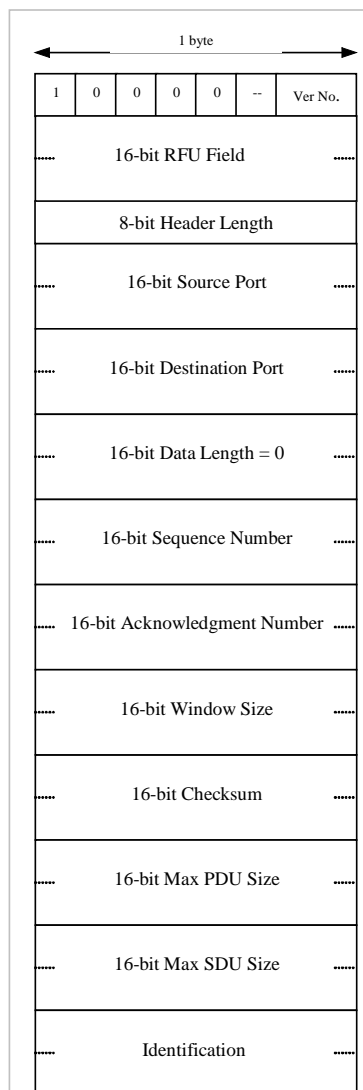 1 byte
1 0 0 0 0 -- Ver No.
16-bit RFU Field
8-bit Header Length
16-bit Source Port
16-bit Destination Port
16-bit Data Length = 0
16-bit Sequence Number
16-bit Acknowledgment Number
16-bit Window Size
16-bit Checksum
16-bit Max PDU Size
16-bit Max SDU Size
Identification